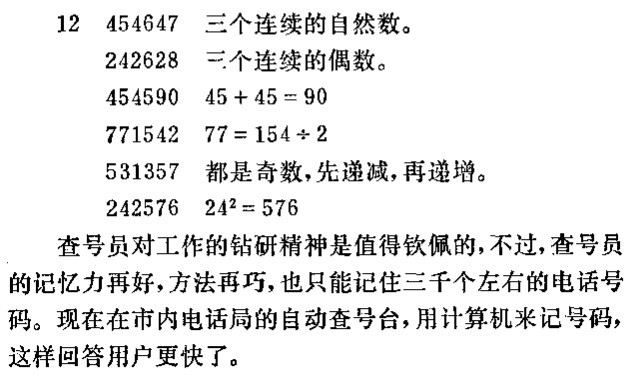 12 454647 三个连续的自然数。
242628 三个连续的偶数。
454590 45+45=90
771542 77=154÷2
531357 都是奇数,先递减,再递增。
242576 24²=576
查号员对工作的钻研精神是值得钦佩的,不过,查号员
的记忆力再好,方法再巧,也只能记住三千个左右的电话号
码。现在在市内电话局的自动查号台,用计算机来记号码,
这样回答用户更快了。